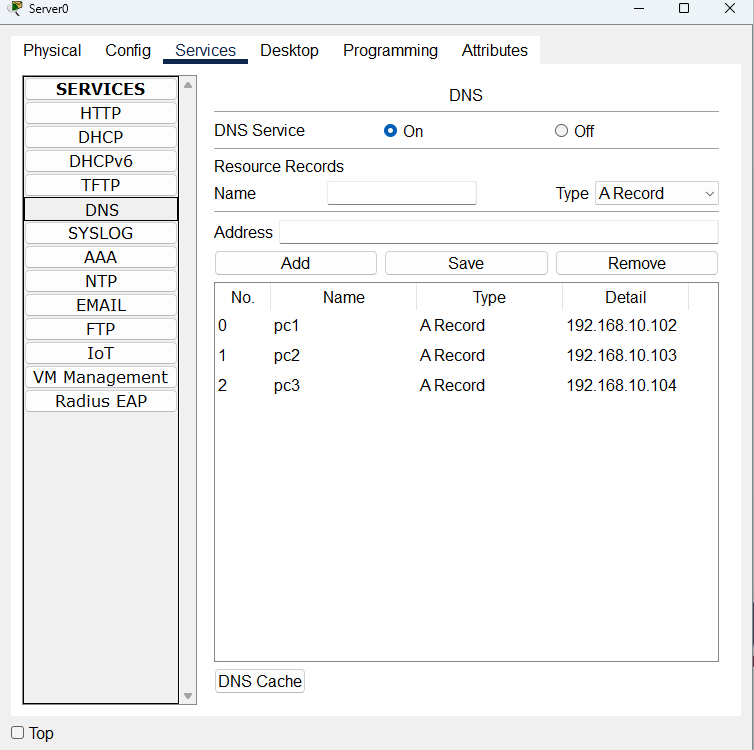 Server0
Physical Config Services Desktop Programming Attributes
SERVICES
HTTP
DHCP
DHCPv6
TFTP
DNS
SYSLOG
AAA
NTP
EMAIL
FTP
IoT
VM Management
Radius EAP
DNS
DNS Service On Off
Resource Records
Name Type A Record
Address
Add Save Remove
No. Name Type Detail
0 pc1 A Record 192.168.10.102
1 pc2 A Record 192.168.10.103
2 pc3 A Record 192.168.10.104
DNS Cache
Top